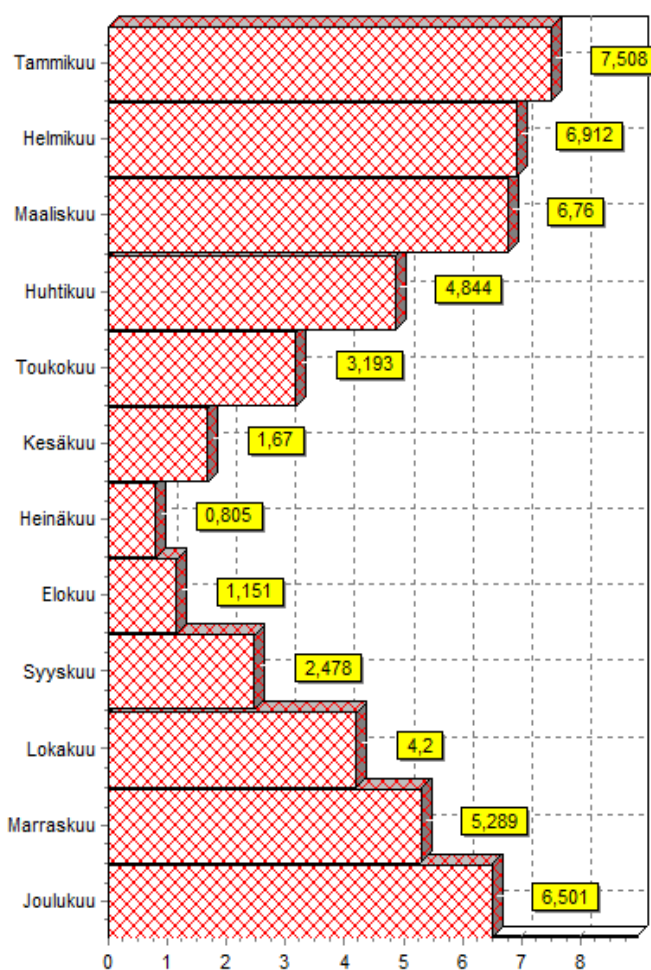 Tammikuu 7,508
Helmikuu 6,912
Maaliskuu 6,76
Huhtikuu 4,844
Toukokuu 3,193
Kesäkuu 1,67
Heinäkuu 0,805
Elokuu 1,151
Syyskuu 2,478
Lokakuu 4,2
Marraskuu 5,289
Joulukuu 6,501
0 1 2 3 4 5 6 7 8